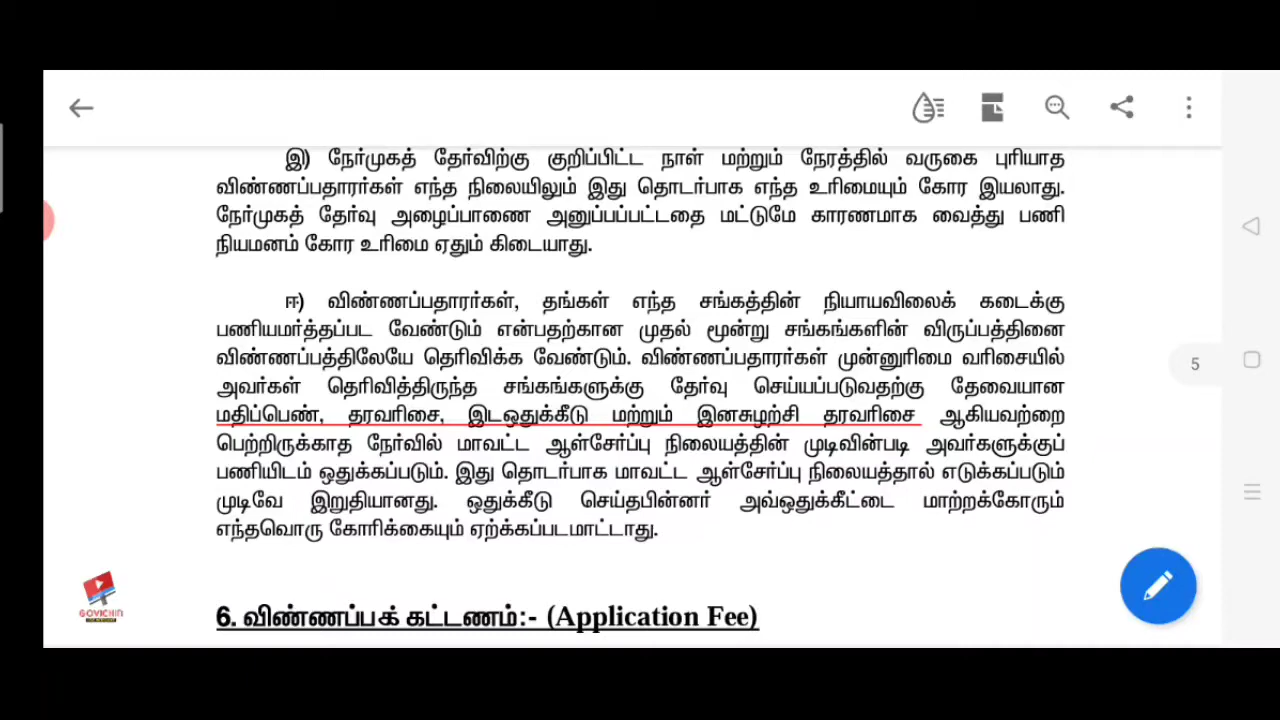 இ) நேர்முகத் தேர்விற்கு குறிப்பிட்ட நாள் மற்றும் நேரத்தில் வருகை புரியாத
விண்ணப்பதாரர்கள் எந்த நிலையிலும் இது தொடர்பாக எந்த உரிமையும் கோர இயலாது.
நேர்முகத் தேர்வு அழைப்பாணை அனுப்பப்பட்டதை மட்டுமே காரணமாக வைத்து பணி
நியமனம் கோர உரிமை ஏதும் கிடையாது.
ஈ) விண்ணப்பதாரர்கள், தங்கள் எந்த சங்கத்தின் நியாயவிலைக் கடைக்கு
பணியமர்த்தப்பட வேண்டும் என்பதற்கான முதல் மூன்று சங்கங்களின் விருப்பத்தினை
விண்ணப்பத்திலேயே தெரிவிக்க வேண்டும். விண்ணப்பதாரர்கள் முன்னுரிமை வரிசையில்
அவர்கள் தெரிவித்திருந்த சங்கங்களுக்கு தேர்வு செய்யப்படுவதற்கு தேவையான
மதிப்பெண், தரவரிசை, இடஒதுக்கீடு மற்றும் இனசுழற்சி தரவரிசை ஆகியவற்றை
பெற்றிருக்காத நேர்வில் மாவட்ட ஆள்சேர்ப்பு நிலையத்தின் முடிவின்படி அவர்களுக்குப்
பணியிடம் ஒதுக்கப்படும். இது தொடர்பாக மாவட்ட ஆள்சேர்ப்பு நிலையத்தால் எடுக்கப்படும்
முடிவே இறுதியானது. ஒதுக்கீடு செய்தபின்னர் அவ்ஒதுக்கீட்டை மாற்றக்கோரும்
எந்தவொரு கோரிக்கையும் ஏற்க்கப்படமாட்டாது.
5
GOVICHIN
6. விண்ணப்பக் கட்டணம்:- (Application Fee)